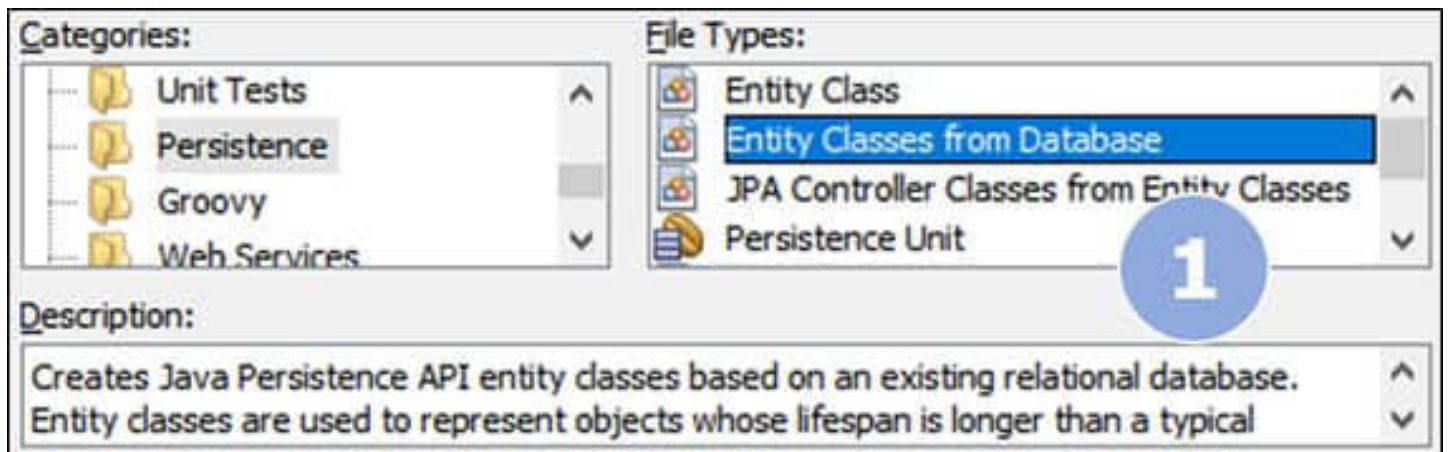 Categories:
Unit Tests
Persistence
Groovy
Web Services
File Types:
Entity Class
Entity Classes from Database
JPA Controller Classes from Entity Classes
Persistence Unit
1
Description:
Creates Java Persistence API entity classes based on an existing relational database.
Entity classes are used to represent objects whose lifespan is longer than a typical